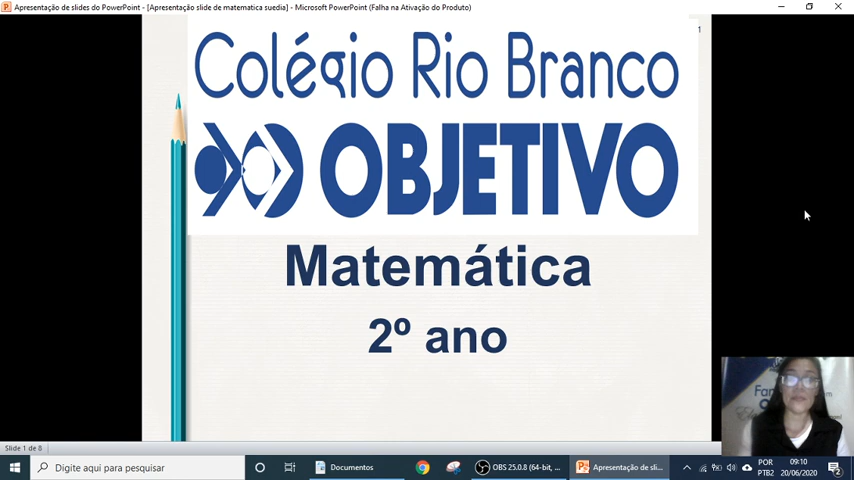 Apresentação de slides do PowerPoint - [Apresentação slide de matematica suedia] - Microsoft PowerPoint (Falha na Ativação do Produto)
1
Colégio Rio Branco
OBJETIVO
Matemática
2º ano
Slide 1 de 8
Digite aqui para pesquisar
Documentos
OBS 25.0.8 (64-bit, ...
Apresentação de sli...
POR
PTB2
09:10
20/06/2020
2